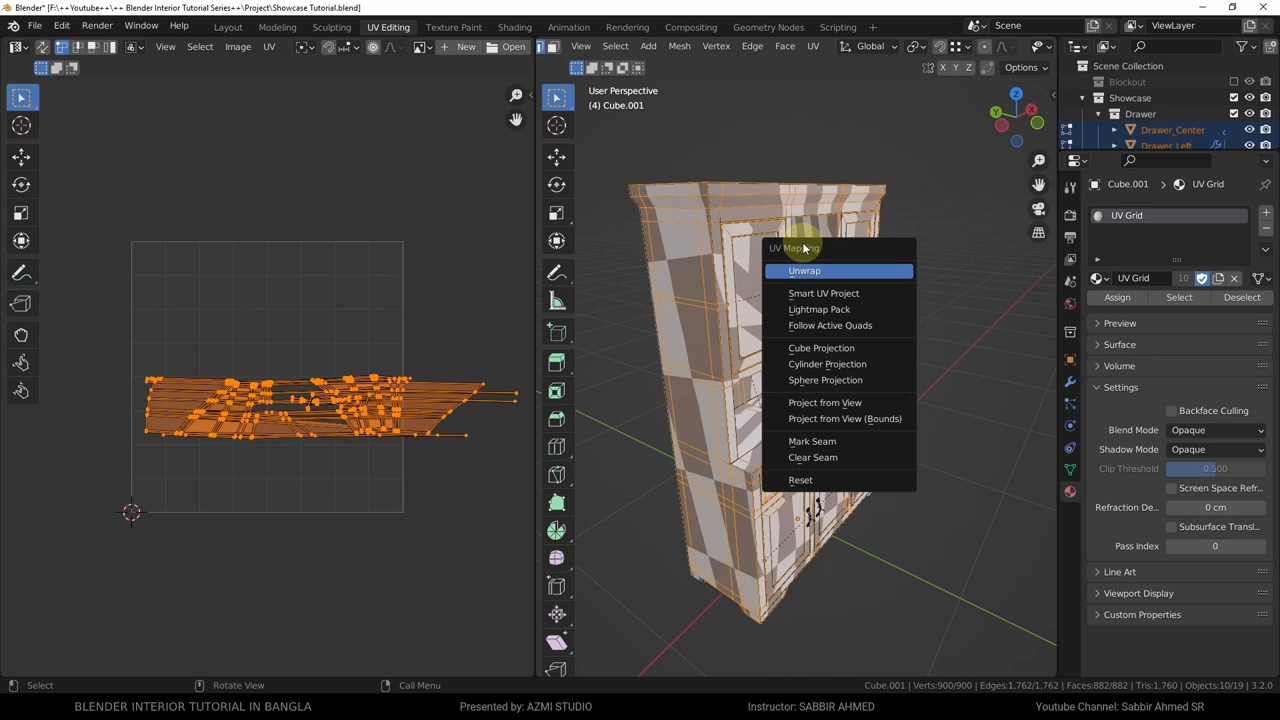 Blender* [F:\++Youtube++\++ Blender Interior Tutorial Series++\Project\Showcase Tutorial.blend]
File Edit Render Window Help Modeling Sculpting UV Editing Texture Paint Shading Animation Rendering Compositing Geometry Nodes Scripting Scene ViewLayer
View Select Image UV New Open View Select Add Mesh Vertex Edge Face UV Global
X Y Z Options
User Perspective
(4) Cube.001
Scene Collection
Blockout
Showcase
Drawer
Drawer_Center
Drawer_Left
Cube.001 UV Grid
UV Grid
UV Grid 10
Assign Select Deselect
Preview
Surface
Volume
Settings
Backface Culling
Blend Mode Opaque
Shadow Mode Opaque
Clip Threshold 0.500
Screen Space Refr...
Refraction De... 0 cm
Subsurface Transl...
Pass Index 0
Line Art
Viewport Display
Custom Properties
Z
X
Y
UV Mapping
Unwrap
Smart UV Project
Lightmap Pack
Follow Active Quads
Cube Projection
Cylinder Projection
Sphere Projection
Project from View
Project from View (Bounds)
Mark Seam
Clear Seam
Reset
Select Rotate View Call Menu Cube.001 | Verts:900/900 | Edges:1,762/1,762 | Faces:882/882 | Tris:1,760 | Objects:10/19 | 3.2.0
BLENDER INTERIOR TUTORIAL IN BANGLA Presented by: AZMI STUDIO Instructor: SABBIR AHMED Youtube Channel: Sabbir Ahmed SR